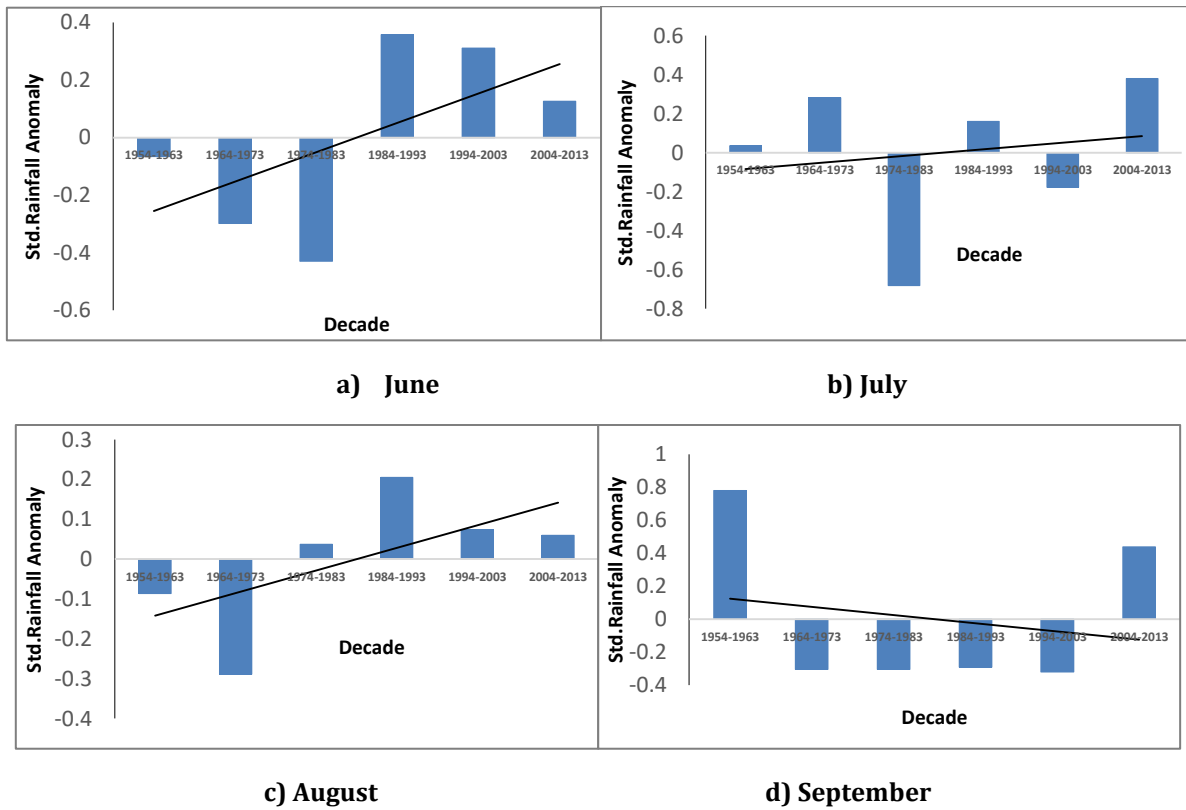 0.4
0.2
0
-0.2
-0.4
-0.6
Std.Rainfall Anomaly
1954-1963 1964-1973 1974-1983 1984-1993 1994-2003 2004-2013
Decade
a) June
0.6
0.4
0.2
0
-0.2
-0.4
-0.6
-0.8
Std.Rainfall Anomaly
1954-1963 1964-1973 1974-1983 1984-1993 1994-2003 2004-2013
Decade
b) July
0.3
0.2
0.1
0
-0.1
-0.2
-0.3
-0.4
Std.Rainfall Anomaly
1954-1963 1964-1973 1974-1983 1984-1993 1994-2003 2004-2013
Decade
c) August
1
0.8
0.6
0.4
0.2
0
-0.2
-0.4
Std.Rainfall Anomaly
1954-1963 1964-1973 1974-1983 1984-1993 1994-2003 2004-2013
Decade
d) September